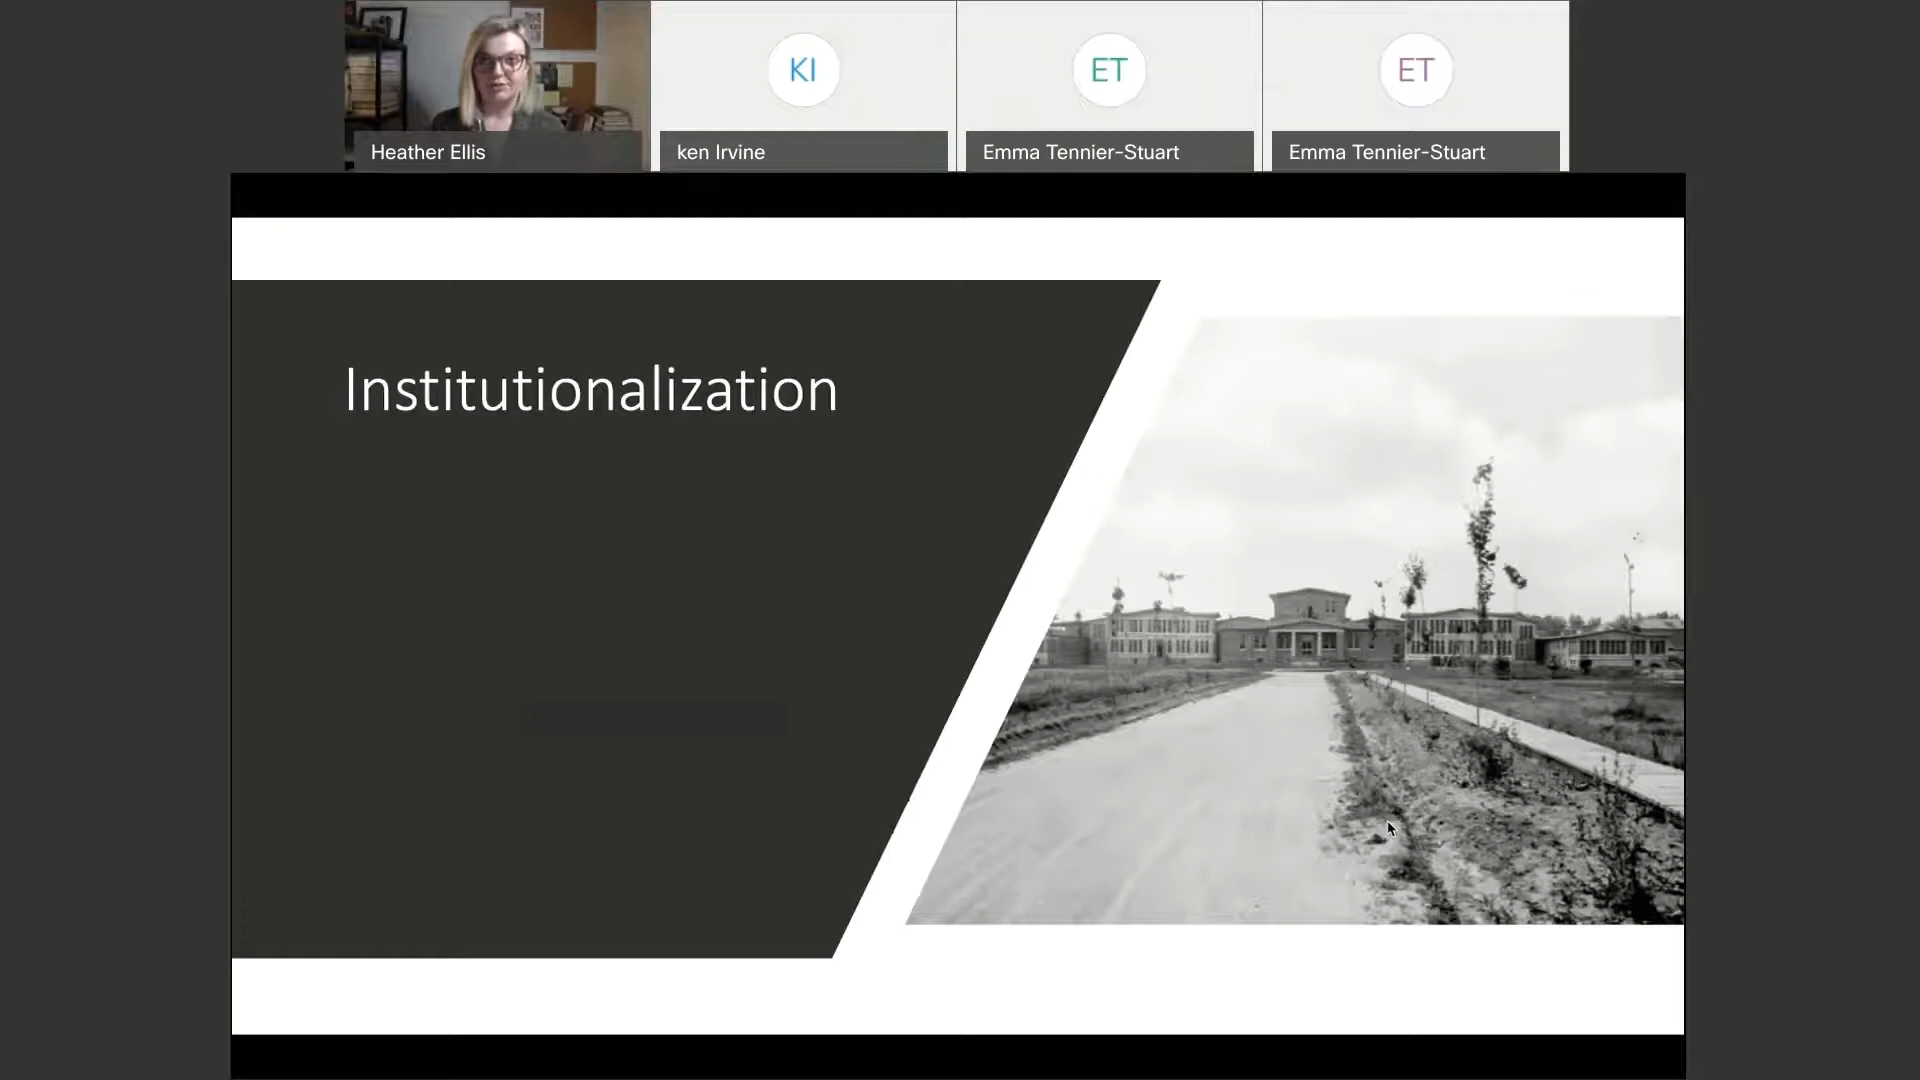 KI
ET
ET
Heather Ellis
ken Irvine
Emma Tennier-Stuart
Emma Tennier-Stuart
Institutionalization